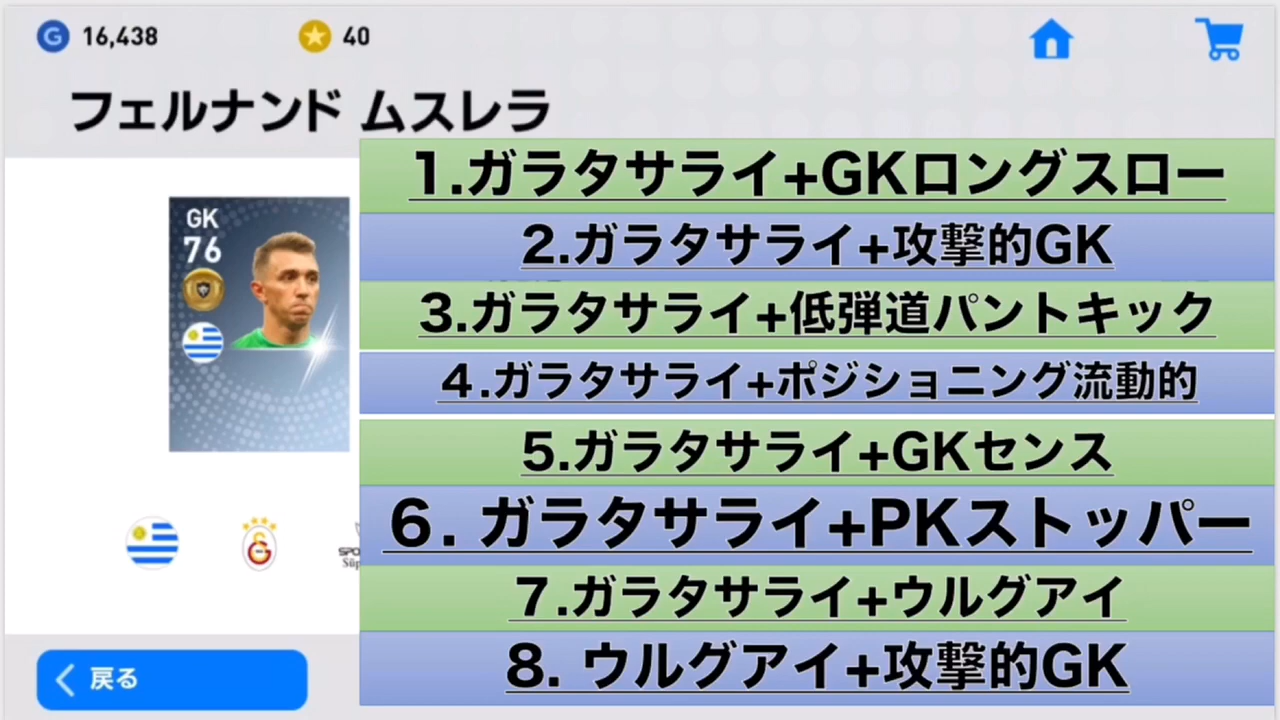 16,438
40
フェルナンド ムスレラ
GK
76
1.ガラタサライ+GKロングスロー
2.ガラタサライ+攻撃的GK
3.ガラタサライ+低弾道パントキック
4.ガラタサライ+ポジショニング流動的
5.ガラタサライ+GKセンス
6. ガラタサライ+PKストッパー
7.ガラタサライ+ウルグアイ
8. ウルグアイ+攻撃的GK
戻る